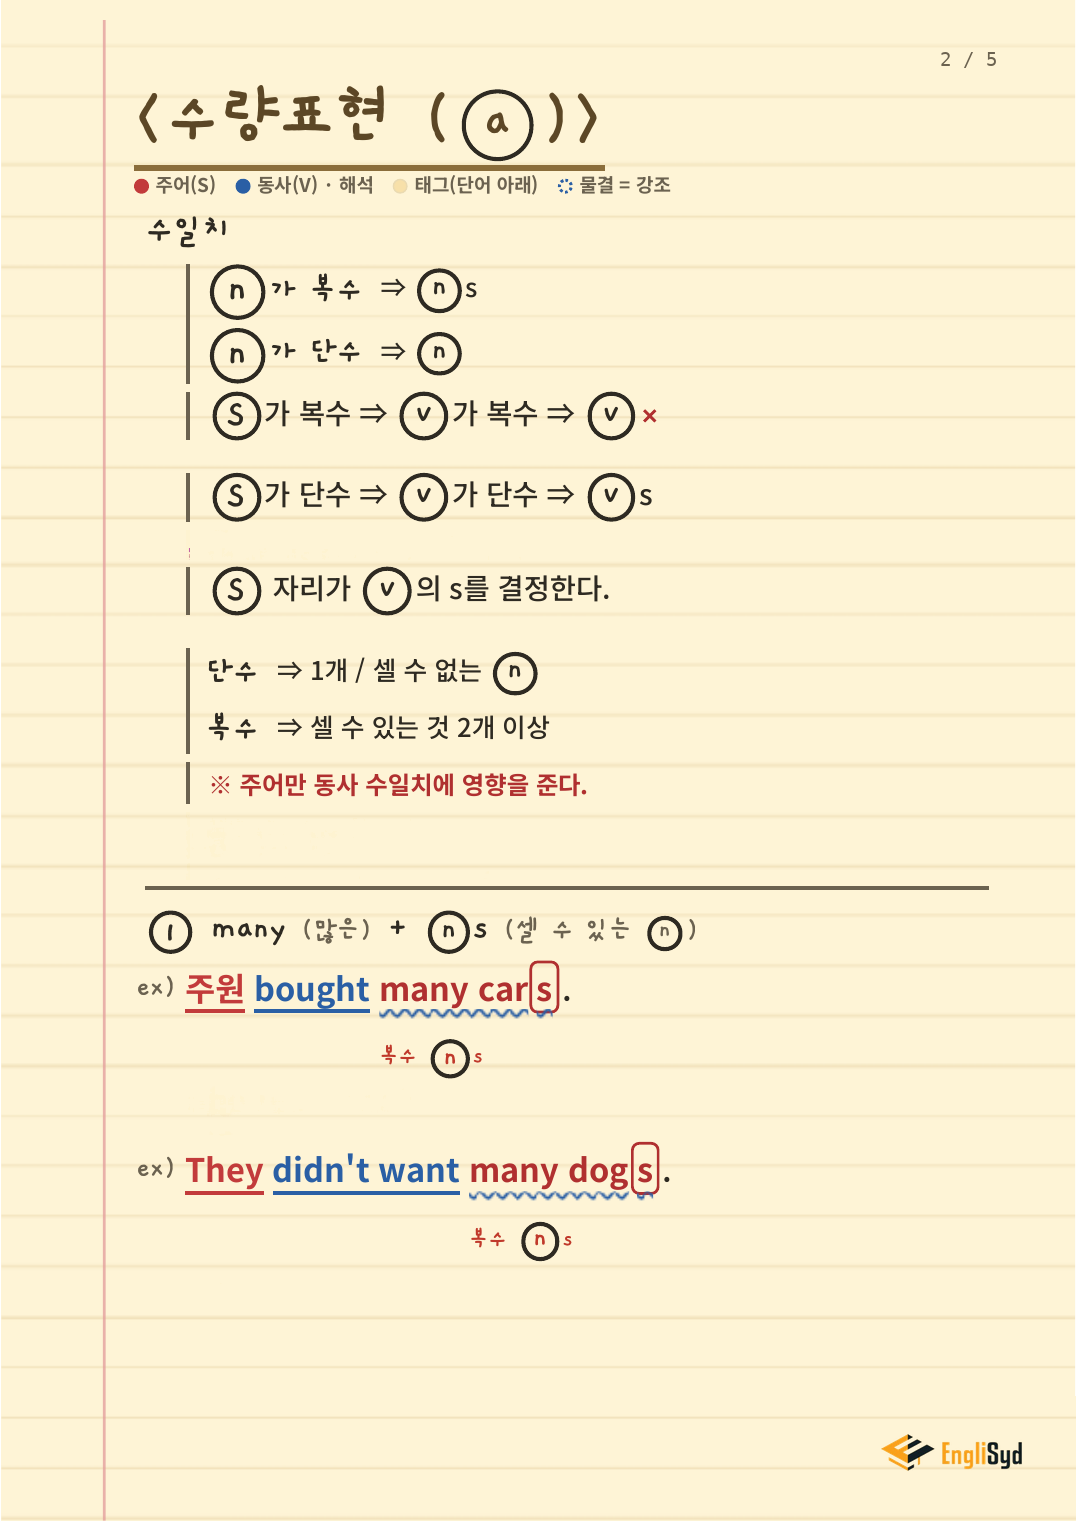 2 / 5
<수량표현 (a)>
주어(S) 동사(V) · 해석 태그(단어 아래) 물결 = 강조
수일치
n가 복수 ⇒ n s
n가 단수 ⇒ n
S가 복수 ⇒ v가 복수 ⇒ v ×
S가 단수 ⇒ v가 단수 ⇒ v s
S 자리가 v의 s를 결정한다.
단수 ⇒ 1개 / 셀 수 없는 n
복수 ⇒ 셀 수 있는 것 2개 이상
※ 주어만 동사 수일치에 영향을 준다.
1 many (많은) + n s (셀 수 있는 n)
ex) 주원 bought many cars.
복수 n s
ex) They didn't want many dogs.
복수 n s
EngliSyd